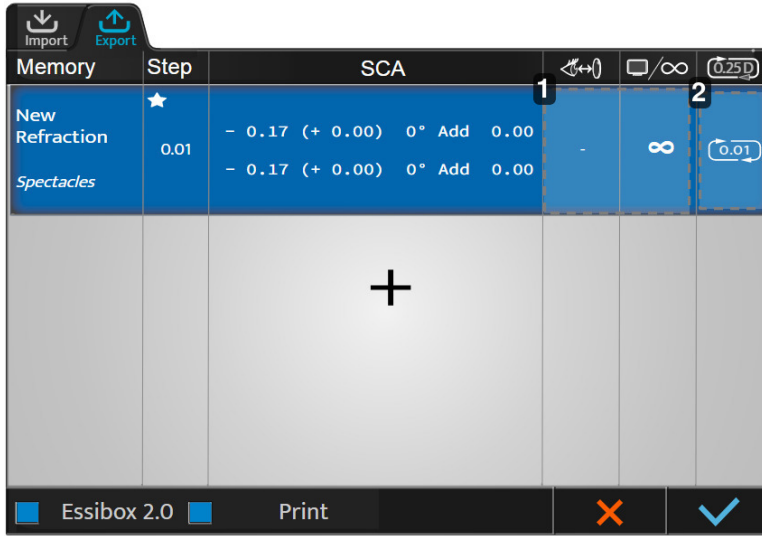 Import Export
Memory Step SCA /∞ 0.25D
1 2
New
Refraction
Spectacles
0.01
- 0.17 (+ 0.00) 0° Add 0.00
- 0.17 (+ 0.00) 0° Add 0.00
- ∞ 0.01
+
Essibox 2.0 Print